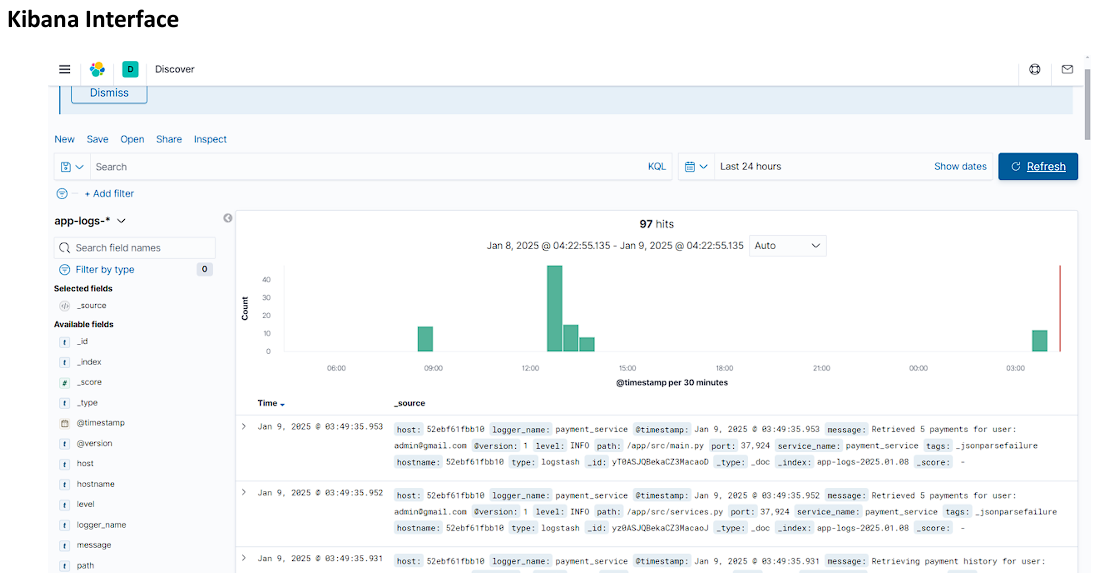 Kibana Interface
D Discover
Dismiss
New Save Open Share Inspect
Search KQL Last 24 hours Show dates Refresh
+ Add filter
app-logs-*
Search field names
Filter by type 0
Selected fields
_source
Available fields
t _id
t _index
# _score
t _type
@timestamp
t @version
t host
t hostname
t level
t logger_name
t message
t path
97 hits
Jan 8, 2025 @ 04:22:55.135 - Jan 9, 2025 @ 04:22:55.135 Auto
Count
40
30
20
10
0
06:00 09:00 12:00 15:00 18:00 21:00 00:00 03:00
@timestamp per 30 minutes
Time _source
Jan 9, 2025 @ 03:49:35.953 host: 52ebf61fbb10 logger_name: payment_service @timestamp: Jan 9, 2025 @ 03:49:35.953 message: Retrieved 5 payments for user:
admin@gmail.com @version: 1 level: INFO path: /app/src/main.py port: 37,924 service_name: payment_service tags: _jsonparsefailure
hostname: 52ebf61fbb10 type: logstash _id: yT0ASJQBekaCZ3MacaoD _type: _doc _index: app-logs-2025.01.08 _score: -
Jan 9, 2025 @ 03:49:35.952 host: 52ebf61fbb10 logger_name: payment_service @timestamp: Jan 9, 2025 @ 03:49:35.952 message: Retrieved 5 payments for user:
admin@gmail.com @version: 1 level: INFO path: /app/src/services.py port: 37,924 service_name: payment_service tags: _jsonparsefailure
hostname: 52ebf61fbb10 type: logstash _id: yz0ASJQBekaCZ3MacaoJ _type: _doc _index: app-logs-2025.01.08 _score: -
Jan 9, 2025 @ 03:49:35.931 host: 52ebf61fbb10 logger_name: payment_service @timestamp: Jan 9, 2025 @ 03:49:35.931 message: Retrieving payment history for user: